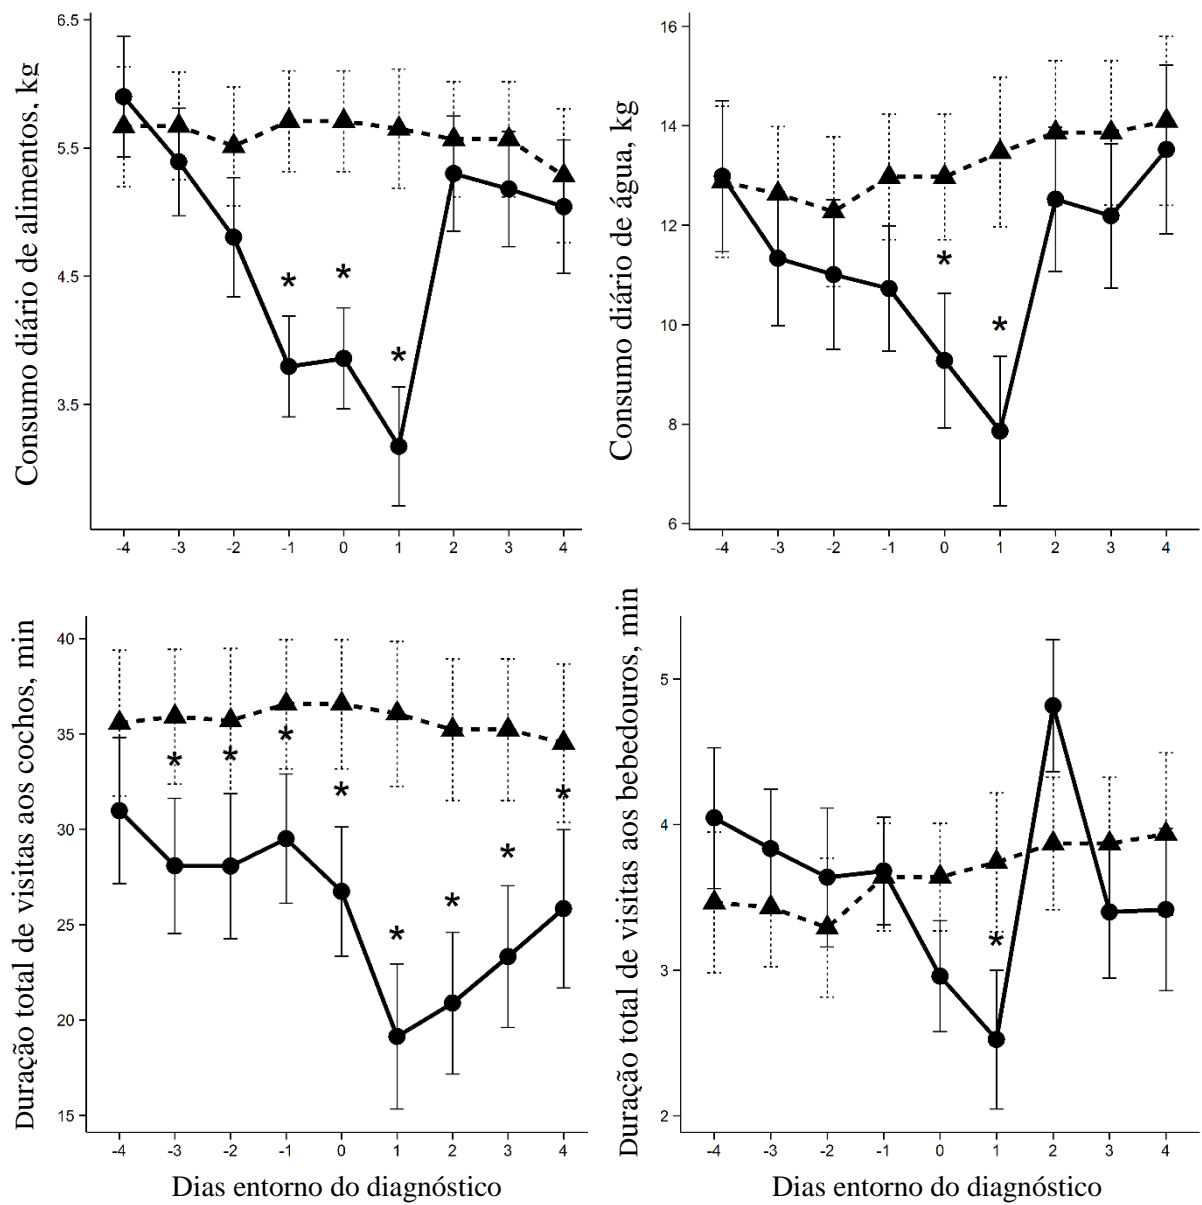 Consumo diário de alimentos, kg
6.5
5.5
4.5
3.5
* * *
-4 -3 -2 -1 0 1 2 3 4
Consumo diário de água, kg
16
14
12
10
8
6
* *
-4 -3 -2 -1 0 1 2 3 4
Duração total de visitas aos cochos, min
40
35
30
25
20
15
* * * * * * * *
-4 -3 -2 -1 0 1 2 3 4
Dias entorno do diagnóstico
Duração total de visitas aos bebedouros, min
5
4
3
2
*
-4 -3 -2 -1 0 1 2 3 4
Dias entorno do diagnóstico